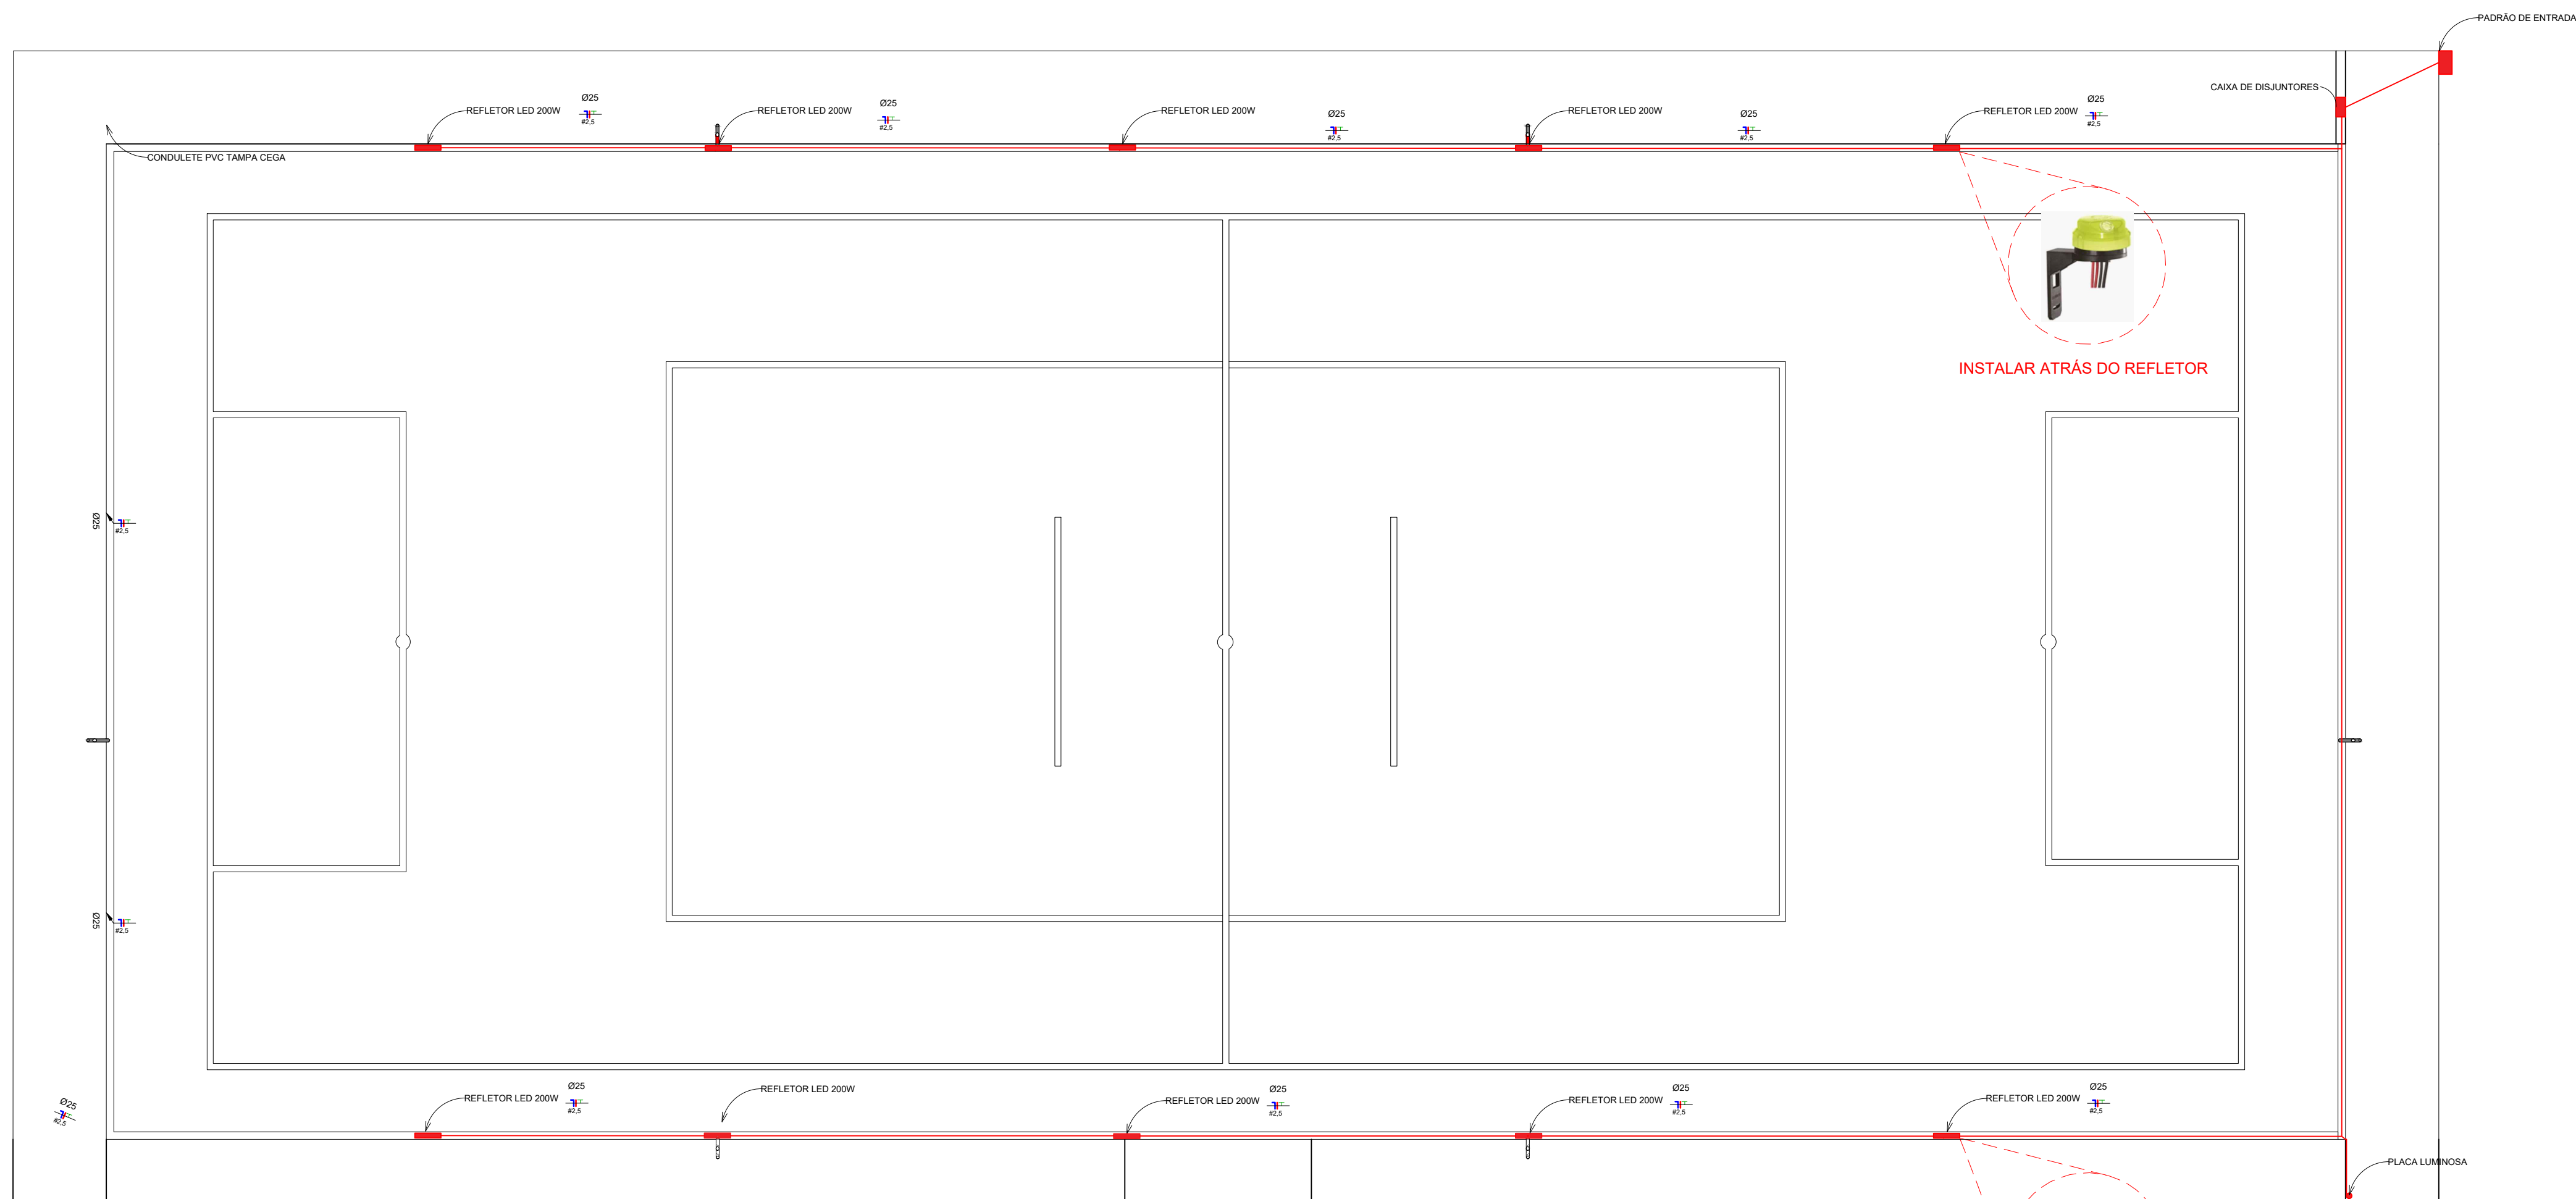 PADRÃO DE ENTRADA
CAIXA DE DISJUNTORES
REFLETOR LED 200W
Ø25
#2,5
REFLETOR LED 200W
Ø25
#2,5
REFLETOR LED 200W
Ø25
#2,5
REFLETOR LED 200W
Ø25
#2,5
REFLETOR LED 200W
Ø25
#2,5
CONDULETE PVC TAMPA CEGA
INSTALAR ATRÁS DO REFLETOR
Ø25
#2,5
Ø25
#2,5
Ø25
#2,5
REFLETOR LED 200W
Ø25
#2,5
REFLETOR LED 200W
REFLETOR LED 200W
Ø25
#2,5
REFLETOR LED 200W
Ø25
#2,5
REFLETOR LED 200W
Ø25
#2,5
PLACA LUMINOSA